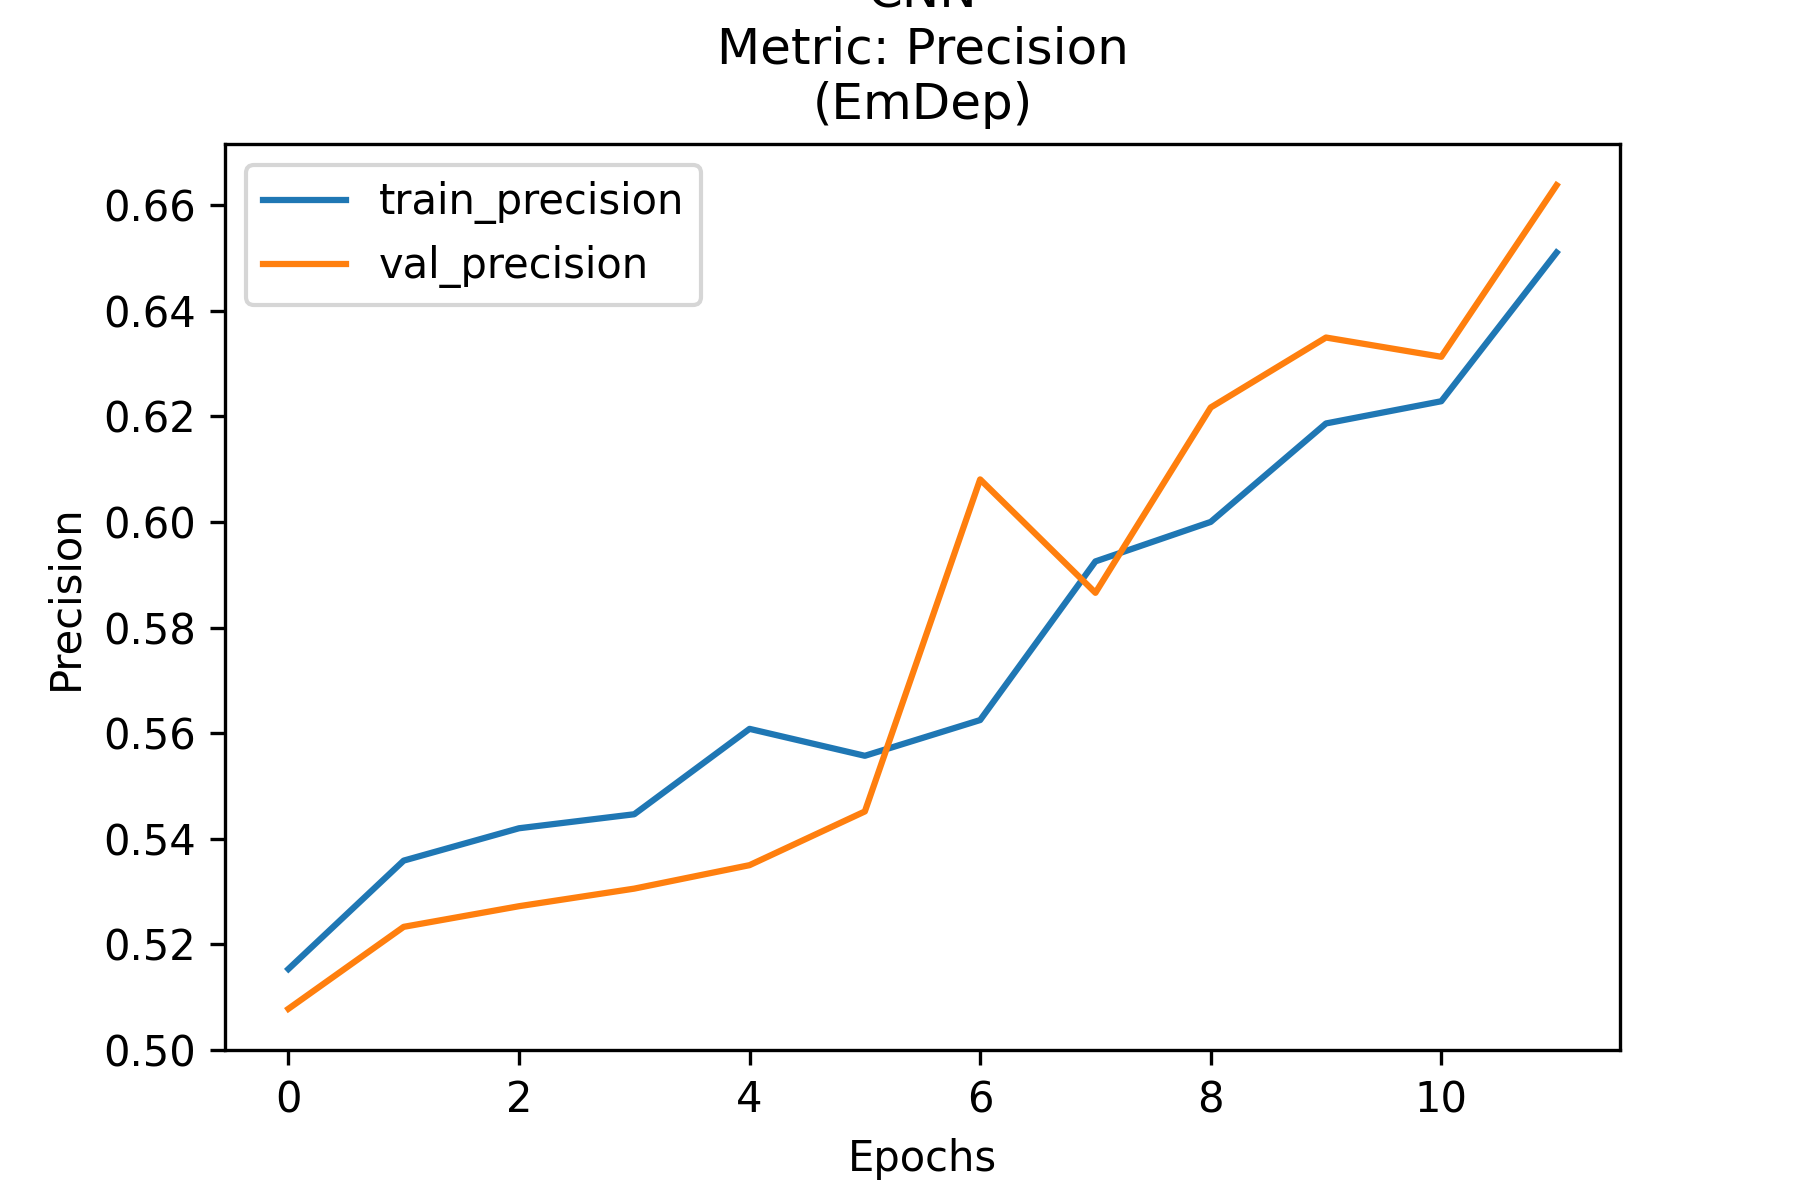 CNN
Metric: Precision
(EmDep)
train_precision
val_precision
0.66
0.64
0.62
0.60
0.58
0.56
0.54
0.52
0.50
Precision
0 2 4 6 8 10
Epochs